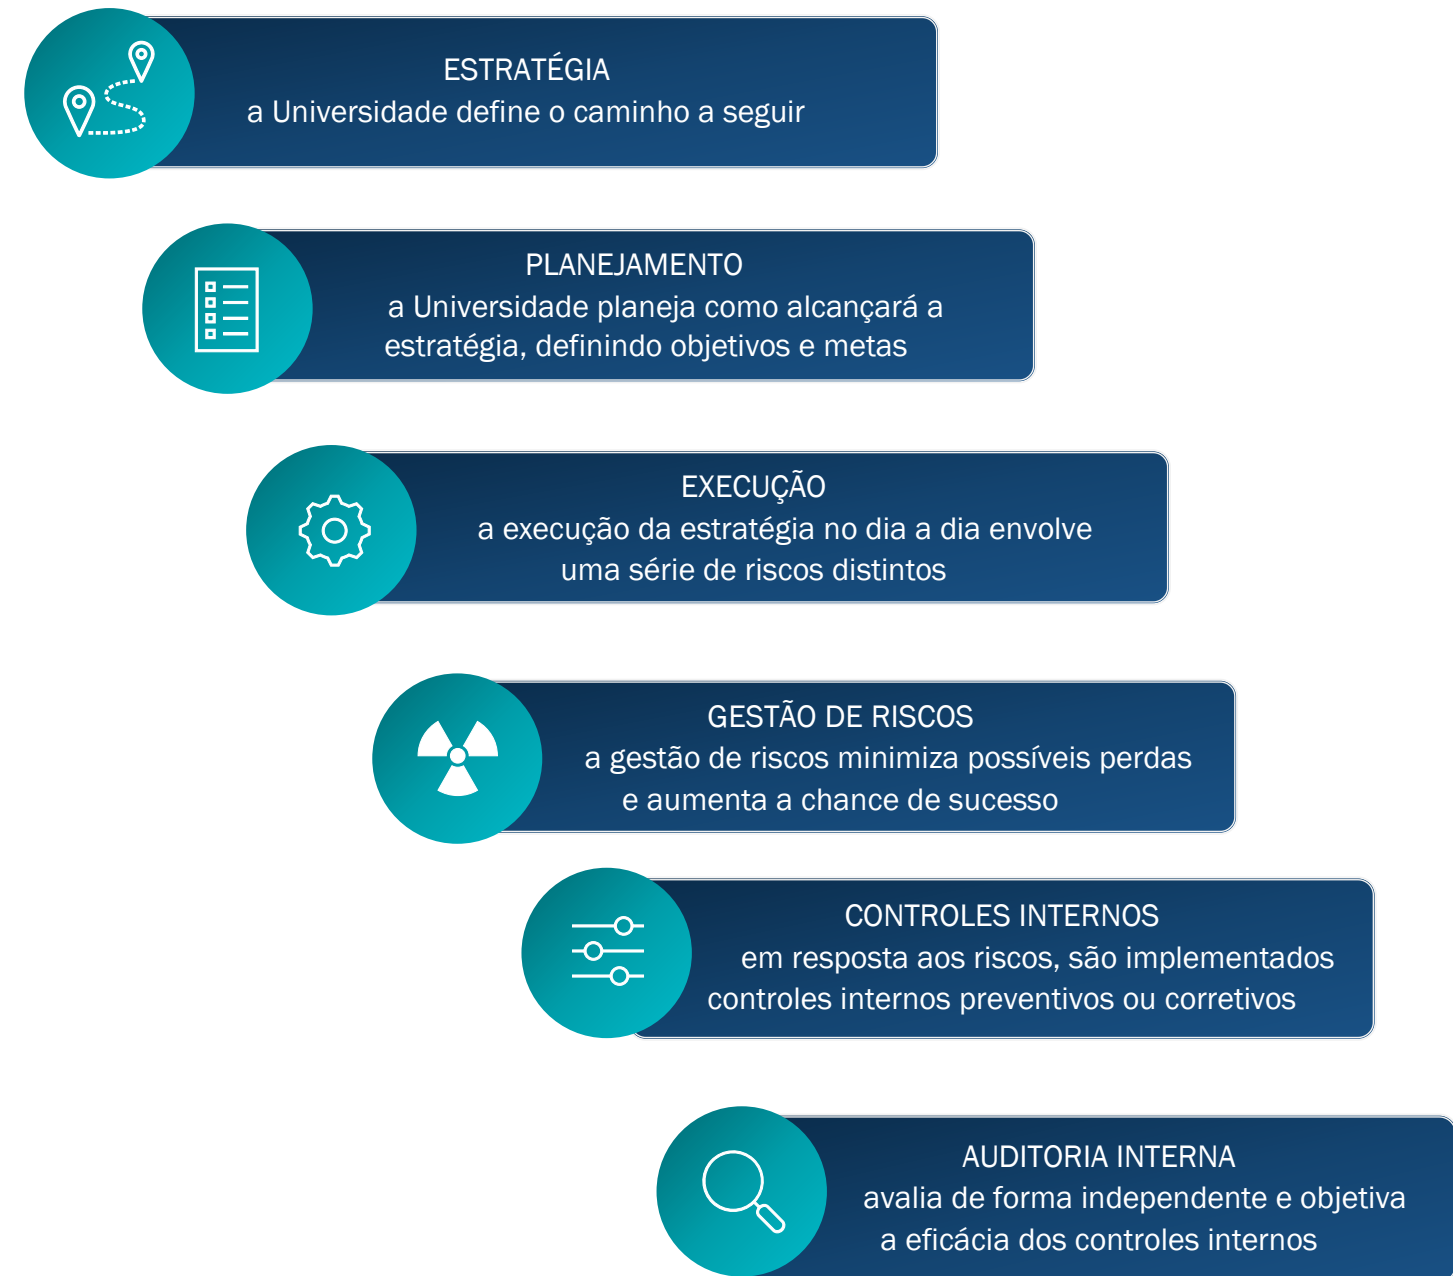 ESTRATÉGIA
a Universidade define o caminho a seguir
PLANEJAMENTO
a Universidade planeja como alcançará a
estratégia, definindo objetivos e metas
EXECUÇÃO
a execução da estratégia no dia a dia envolve
uma série de riscos distintos
GESTÃO DE RISCOS
a gestão de riscos minimiza possíveis perdas
e aumenta a chance de sucesso
CONTROLES INTERNOS
em resposta aos riscos, são implementados
controles internos preventivos ou corretivos
AUDITORIA INTERNA
avalia de forma independente e objetiva
a eficácia dos controles internos